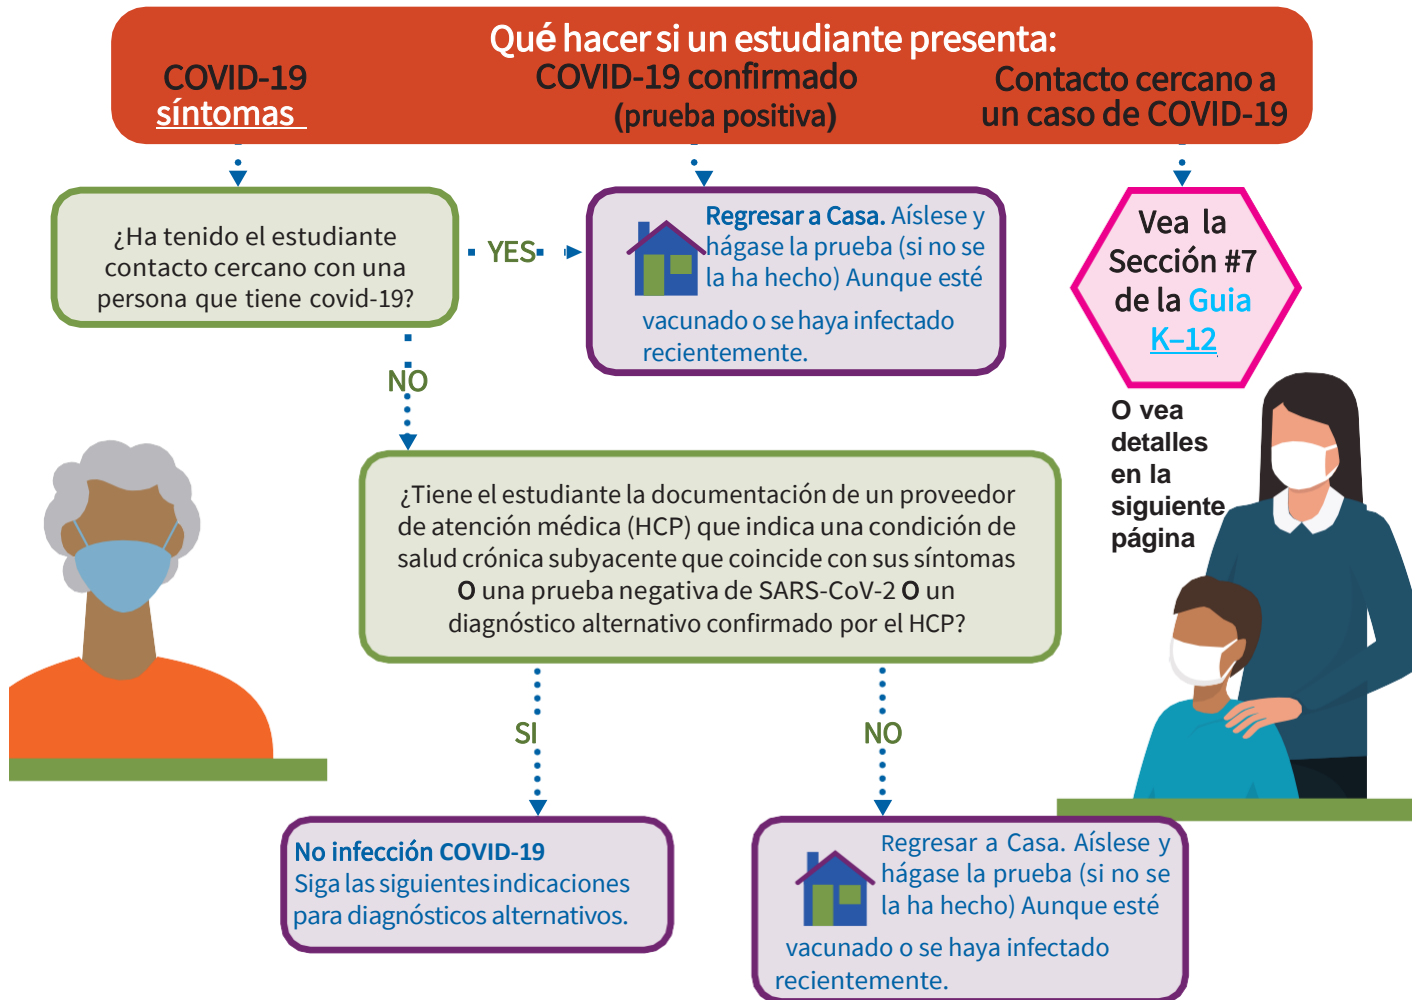 Qué hacer si un estudiante presenta:
COVID-19
síntomas
COVID-19 confirmado
(prueba positiva)
Contacto cercano a
un caso de COVID-19
¿Ha tenido el estudiante
contacto cercano con una
persona que tiene covid-19?
YES
Regresar a Casa. Aíslese y
hágase la prueba (si no se
la ha hecho) Aunque esté
vacunado o se haya infectado
recientemente.
Vea la
Sección #7
de la Guia
K–12
O vea
detalles
en la
siguiente
página
NO
¿Tiene el estudiante la documentación de un proveedor
de atención médica (HCP) que indica una condición de
salud crónica subyacente que coincide con sus síntomas
O una prueba negativa de SARS-CoV-2 O un
diagnóstico alternativo confirmado por el HCP?
SI
NO
No infección COVID-19
Siga las siguientes indicaciones
para diagnósticos alternativos.
Regresar a Casa. Aíslese y
hágase la prueba (si no se
la ha hecho) Aunque esté
vacunado o se haya infectado
recientemente.